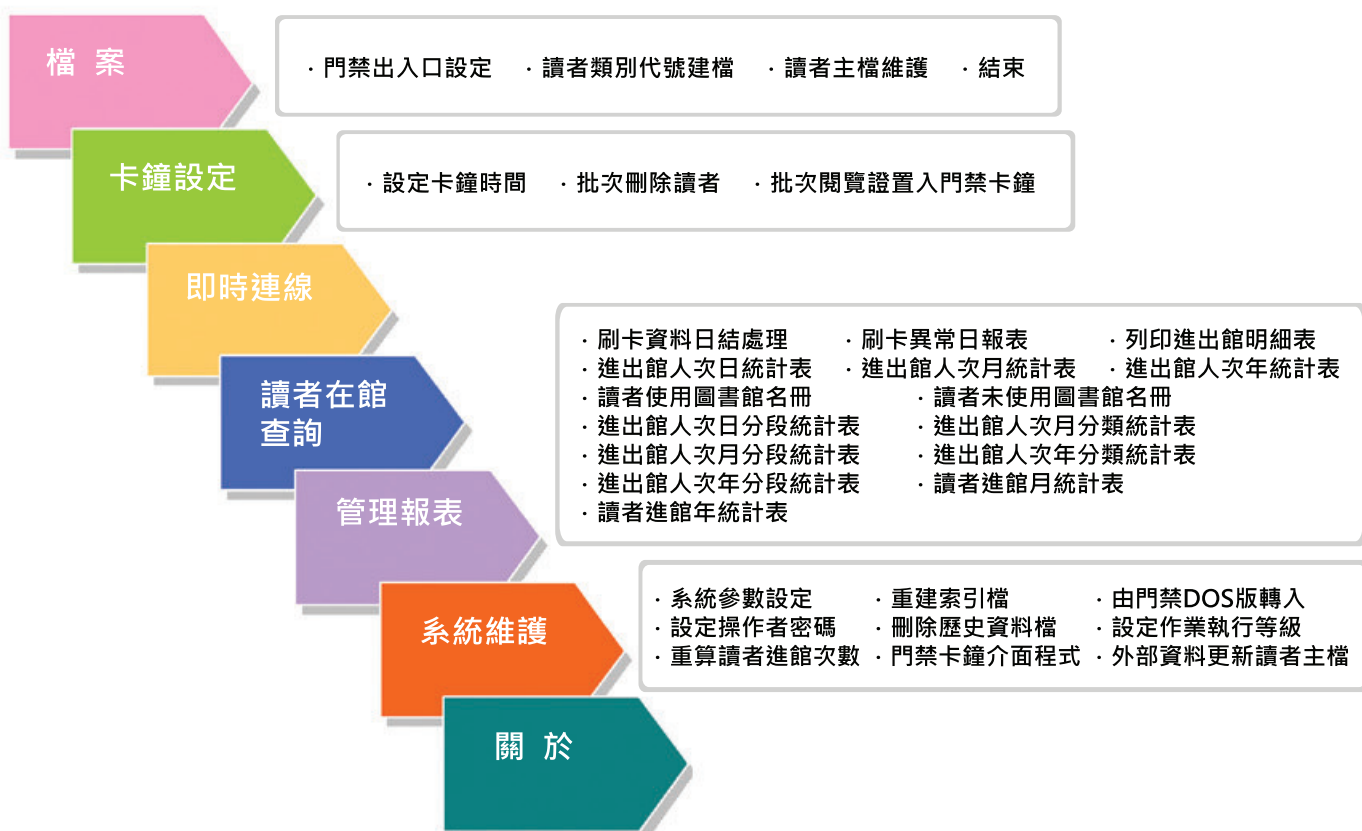 檔 案
· 門禁出入口設定 · 讀者類別代號建檔 · 讀者主檔維護 · 結束
卡鐘設定
· 設定卡鐘時間 · 批次刪除讀者 · 批次閱覽證置入門禁卡鐘
即時連線
讀者在館
查詢
管理報表
· 刷卡資料日結處理 · 刷卡異常日報表 · 列印進出館明細表
· 進出館人次日統計表 · 進出館人次月統計表 · 進出館人次年統計表
· 讀者使用圖書館名冊 · 讀者未使用圖書館名冊
· 進出館人次日分段統計表 · 進出館人次月分類統計表
· 進出館人次月分段統計表 · 進出館人次年分類統計表
· 進出館人次年分段統計表 · 讀者進館月統計表
· 讀者進館年統計表
系統維護
· 系統參數設定 · 重建索引檔 · 由門禁DOS版轉入
· 設定操作者密碼 · 刪除歷史資料檔 · 設定作業執行等級
· 重算讀者進館次數 · 門禁卡鐘介面程式 · 外部資料更新讀者主檔
關 於